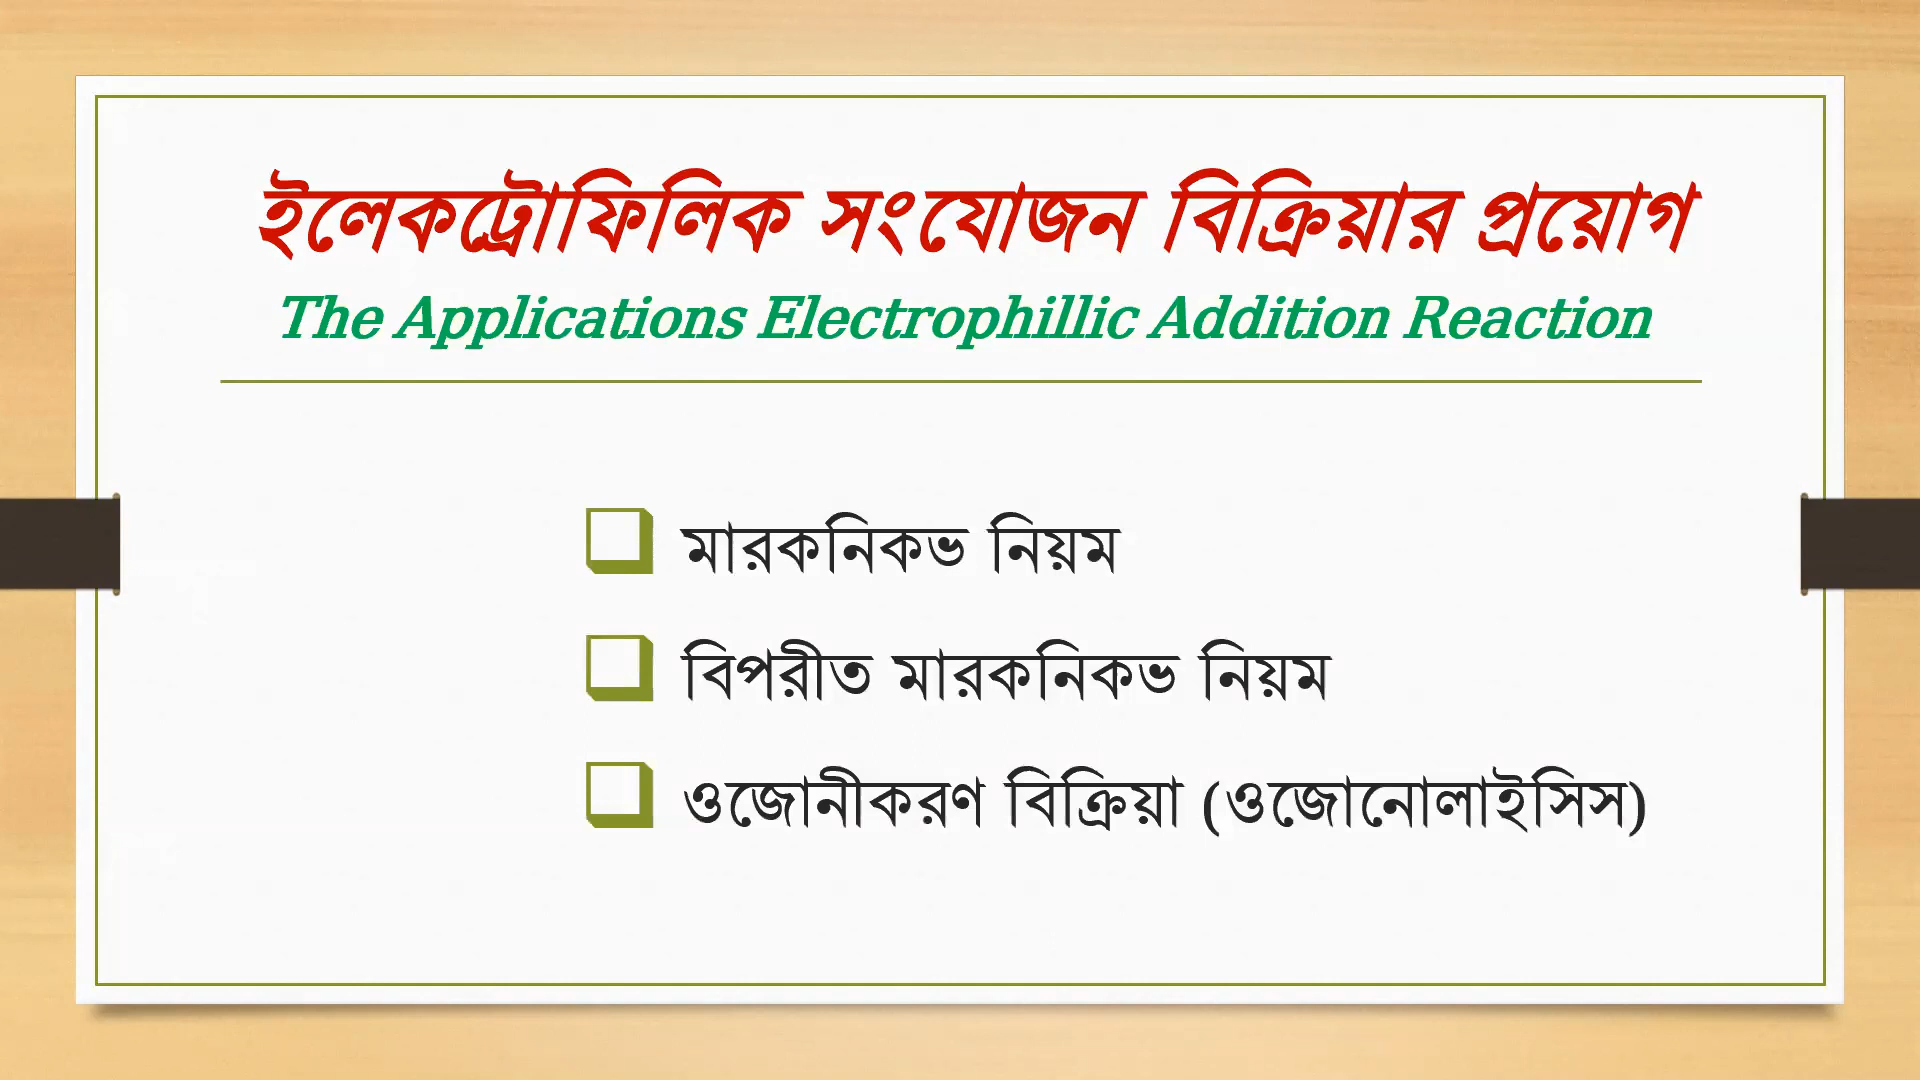 ইলেকট্রোফিলিক সংযোজন বিক্রিয়ার প্রয়োগ
The Applications Electrophillic Addition Reaction
মারকনিকভ নিয়ম
বিপরীত মারকনিকভ নিয়ম
ওজোনীকরণ বিক্রিয়া (ওজোনোলাইসিস)